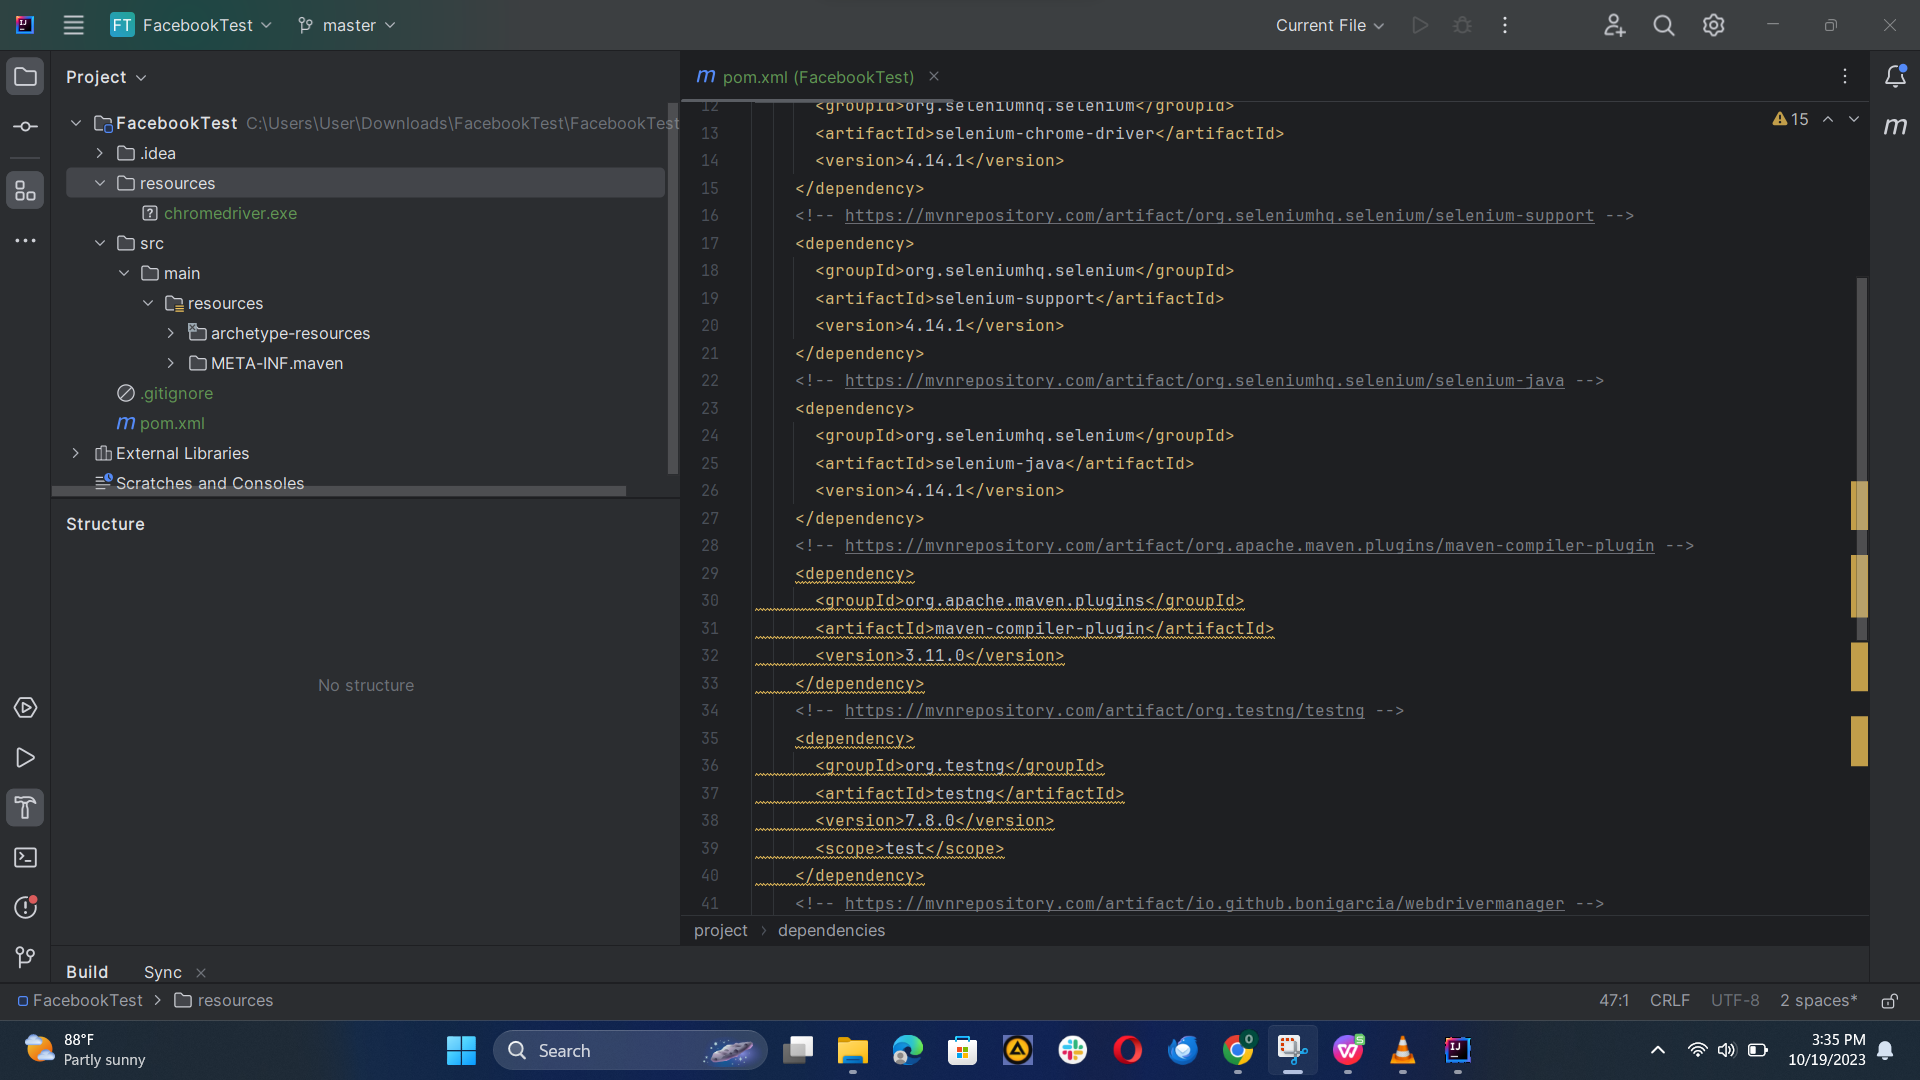 FT FacebookTest master Current File
Project
FacebookTest C:\Users\User\Downloads\FacebookTest\FacebookTest
.idea
resources
chromedriver.exe
src
main
resources
archetype-resources
META-INF.maven
.gitignore
m pom.xml
External Libraries
Scratches and Consoles
Structure
No structure
m pom.xml (FacebookTest)
15
m
12 <groupId>org.seleniumhq.selenium</groupId>
13 <artifactId>selenium-chrome-driver</artifactId>
14 <version>4.14.1</version>
15 </dependency>
16 <!-- https://mvnrepository.com/artifact/org.seleniumhq.selenium/selenium-support -->
17 <dependency>
18 <groupId>org.seleniumhq.selenium</groupId>
19 <artifactId>selenium-support</artifactId>
20 <version>4.14.1</version>
21 </dependency>
22 <!-- https://mvnrepository.com/artifact/org.seleniumhq.selenium/selenium-java -->
23 <dependency>
24 <groupId>org.seleniumhq.selenium</groupId>
25 <artifactId>selenium-java</artifactId>
26 <version>4.14.1</version>
27 </dependency>
28 <!-- https://mvnrepository.com/artifact/org.apache.maven.plugins/maven-compiler-plugin -->
29 <dependency>
30 <groupId>org.apache.maven.plugins</groupId>
31 <artifactId>maven-compiler-plugin</artifactId>
32 <version>3.11.0</version>
33 </dependency>
34 <!-- https://mvnrepository.com/artifact/org.testng/testng -->
35 <dependency>
36 <groupId>org.testng</groupId>
37 <artifactId>testng</artifactId>
38 <version>7.8.0</version>
39 <scope>test</scope>
40 </dependency>
41 <!-- https://mvnrepository.com/artifact/io.github.bonigarcia/webdrivermanager -->
project > dependencies
Build Sync
FacebookTest > resources 47:1 CRLF UTF-8 2 spaces*
88°F
Partly sunny
Search
3:35 PM
10/19/2023